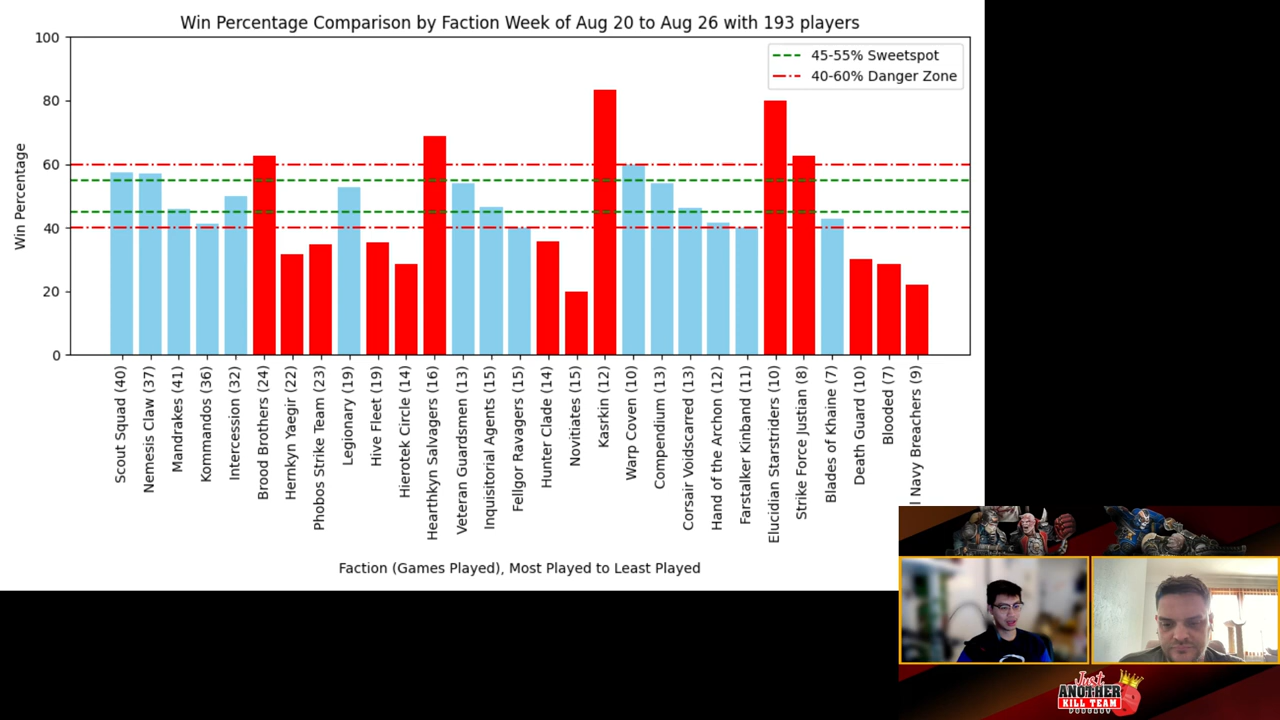 Win Percentage Comparison by Faction Week of Aug 20 to Aug 26 with 193 players
45-55% Sweetspot
40-60% Danger Zone
Win Percentage
100
80
60
40
20
0
Scout Squad (40)
Nemesis Claw (37)
Mandrakes (41)
Kommandos (36)
Intercession (32)
Brood Brothers (24)
Hernkyn Yaegir (22)
Phobos Strike Team (23)
Legionary (19)
Hive Fleet (19)
Hierotek Circle (14)
Hearthkyn Salvagers (16)
Veteran Guardsmen (13)
Inquisitorial Agents (15)
Fellgor Ravagers (15)
Hunter Clade (14)
Novitiates (15)
Kasrkin (12)
Warp Coven (10)
Compendium (13)
Corsair Voidscarred (13)
Hand of the Archon (12)
Farstalker Kinband (11)
Elucidian Starstriders (10)
Strike Force Justian (8)
Blades of Khaine (7)
Death Guard (10)
Blooded (7)
l Navy Breachers (9)
Faction (Games Played), Most Played to Least Played
Just
ANOTHER
KILL TEAM
PODCAST